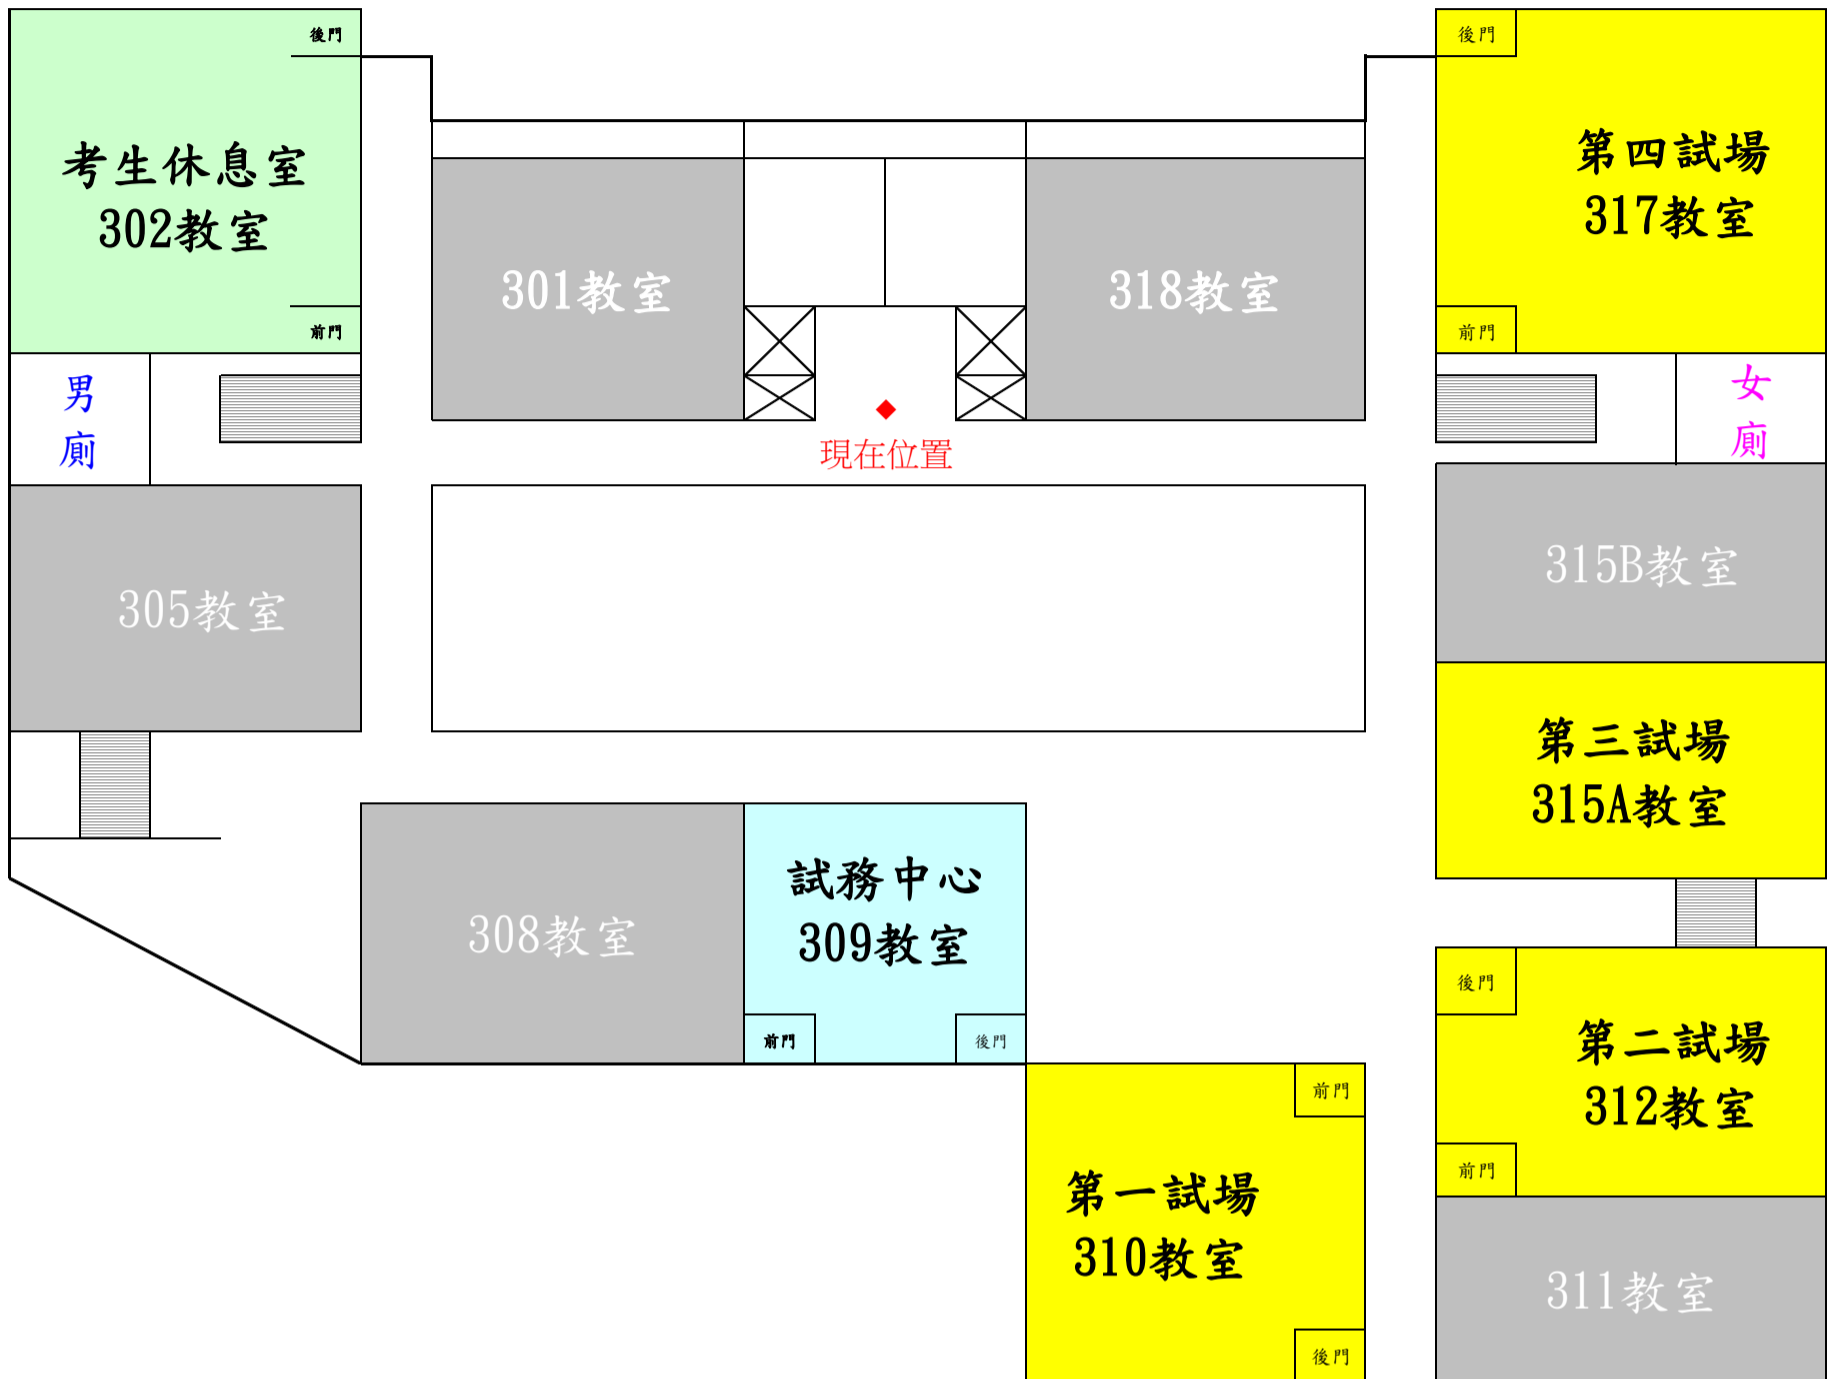 後門
考生休息室
302教室
前門
男
廁
301教室
318教室
現在位置
後門
第四試場
317教室
前門
女
廁
305教室
315B教室
第三試場
315A教室
308教室
試務中心
309教室
前門
後門
後門
第二試場
312教室
前門
前門
第一試場
310教室
後門
311教室